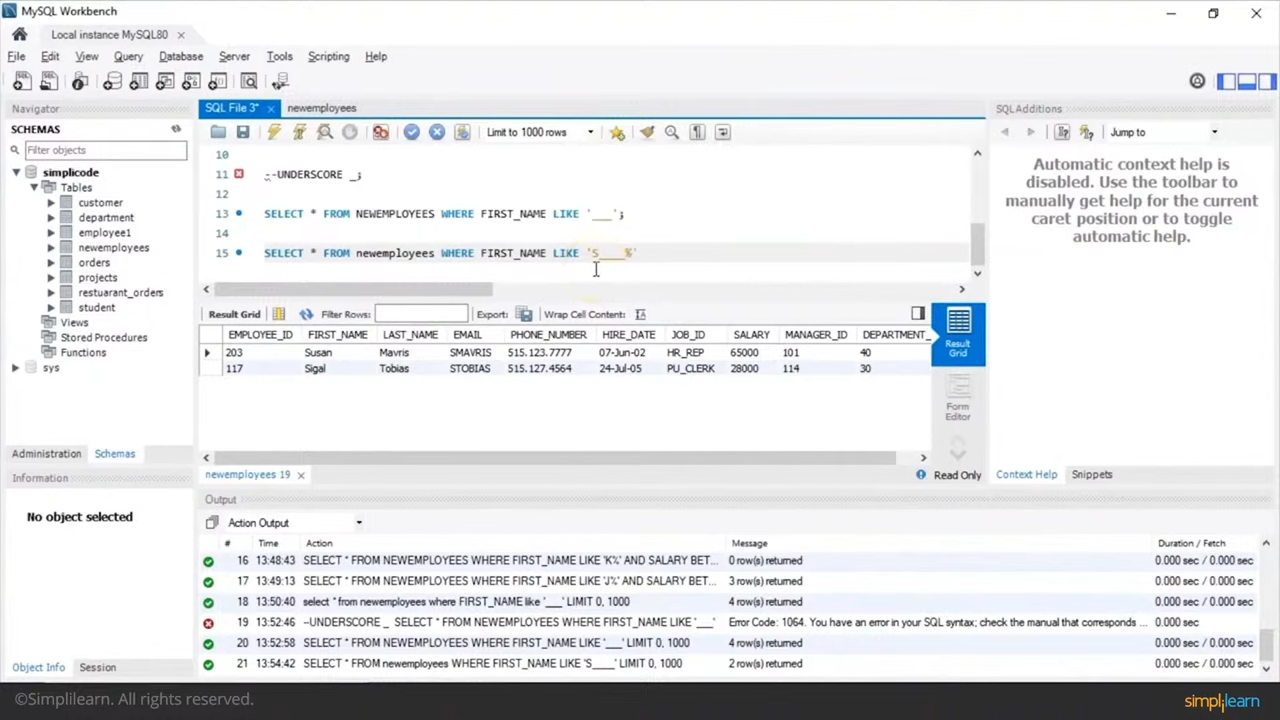 MySQL Workbench
Local instance MySQL80
File Edit View Query Database Server Tools Scripting Help
Navigator
SCHEMAS
Filter objects
simplicode
Tables
customer
department
employee1
newemployees
orders
projects
restuarant_orders
student
Views
Stored Procedures
Functions
sys
Administration Schemas
Information
No object selected
Object Info Session
SQL File 3* newemployees
Limit to 1000 rows
10
11 --UNDERSCORE _;
12
13 SELECT * FROM NEWEMPLOYEES WHERE FIRST_NAME LIKE '___';
14
15 SELECT * FROM newemployees WHERE FIRST_NAME LIKE 'S____%'
Result Grid Filter Rows: Export: Wrap Cell Content:
EMPLOYEE_ID FIRST_NAME LAST_NAME EMAIL PHONE_NUMBER HIRE_DATE JOB_ID SALARY MANAGER_ID DEPARTMENT_
203 Susan Mavris SMAVRIS 515.123.7777 07-Jun-02 HR_REP 65000 101 40
117 Sigal Tobias STOBIAS 515.127.4564 24-Jul-05 PU_CLERK 28000 114 30
Result Grid
Form Editor
newemployees 19 Read Only
SQLAdditions
Jump to
Automatic context help is
disabled. Use the toolbar to
manually get help for the current
caret position or to toggle
automatic help.
Context Help Snippets
Output
Action Output
# Time Action Message Duration / Fetch
16 13:48:43 SELECT * FROM NEWEMPLOYEES WHERE FIRST_NAME LIKE 'K%' AND SALARY BET... 0 row(s) returned 0.000 sec / 0.000 sec
17 13:49:13 SELECT * FROM NEWEMPLOYEES WHERE FIRST_NAME LIKE 'J%' AND SALARY BET... 3 row(s) returned 0.000 sec / 0.000 sec
18 13:50:40 select * from newemployees where FIRST_NAME like '___' LIMIT 0, 1000 4 row(s) returned 0.000 sec / 0.000 sec
19 13:52:46 --UNDERSCORE _ SELECT * FROM NEWEMPLOYEES WHERE FIRST_NAME LIKE '___' Error Code: 1064. You have an error in your SQL syntax; check the manual that corresponds ... 0.000 sec
20 13:52:58 SELECT * FROM NEWEMPLOYEES WHERE FIRST_NAME LIKE '___' LIMIT 0, 1000 4 row(s) returned 0.000 sec / 0.000 sec
21 13:54:42 SELECT * FROM newemployees WHERE FIRST_NAME LIKE 'S____' LIMIT 0, 1000 2 row(s) returned 0.000 sec / 0.000 sec
©Simplilearn. All rights reserved.
simplilearn